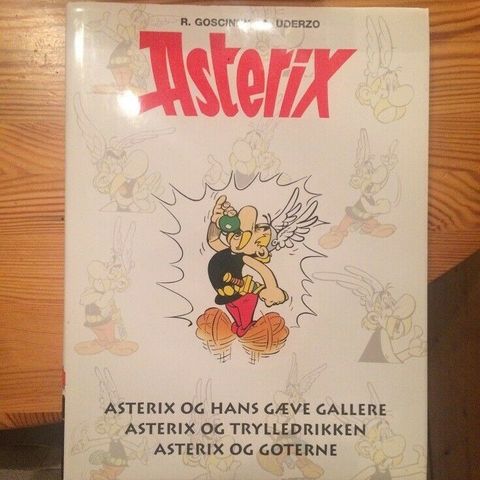 R. GOSCINNY UDERZO
Asterix
ASTERIX OG HANS GÆVE GALLERE
ASTERIX OG TRYLLEDRIKKEN
ASTERIX OG GOTERNE